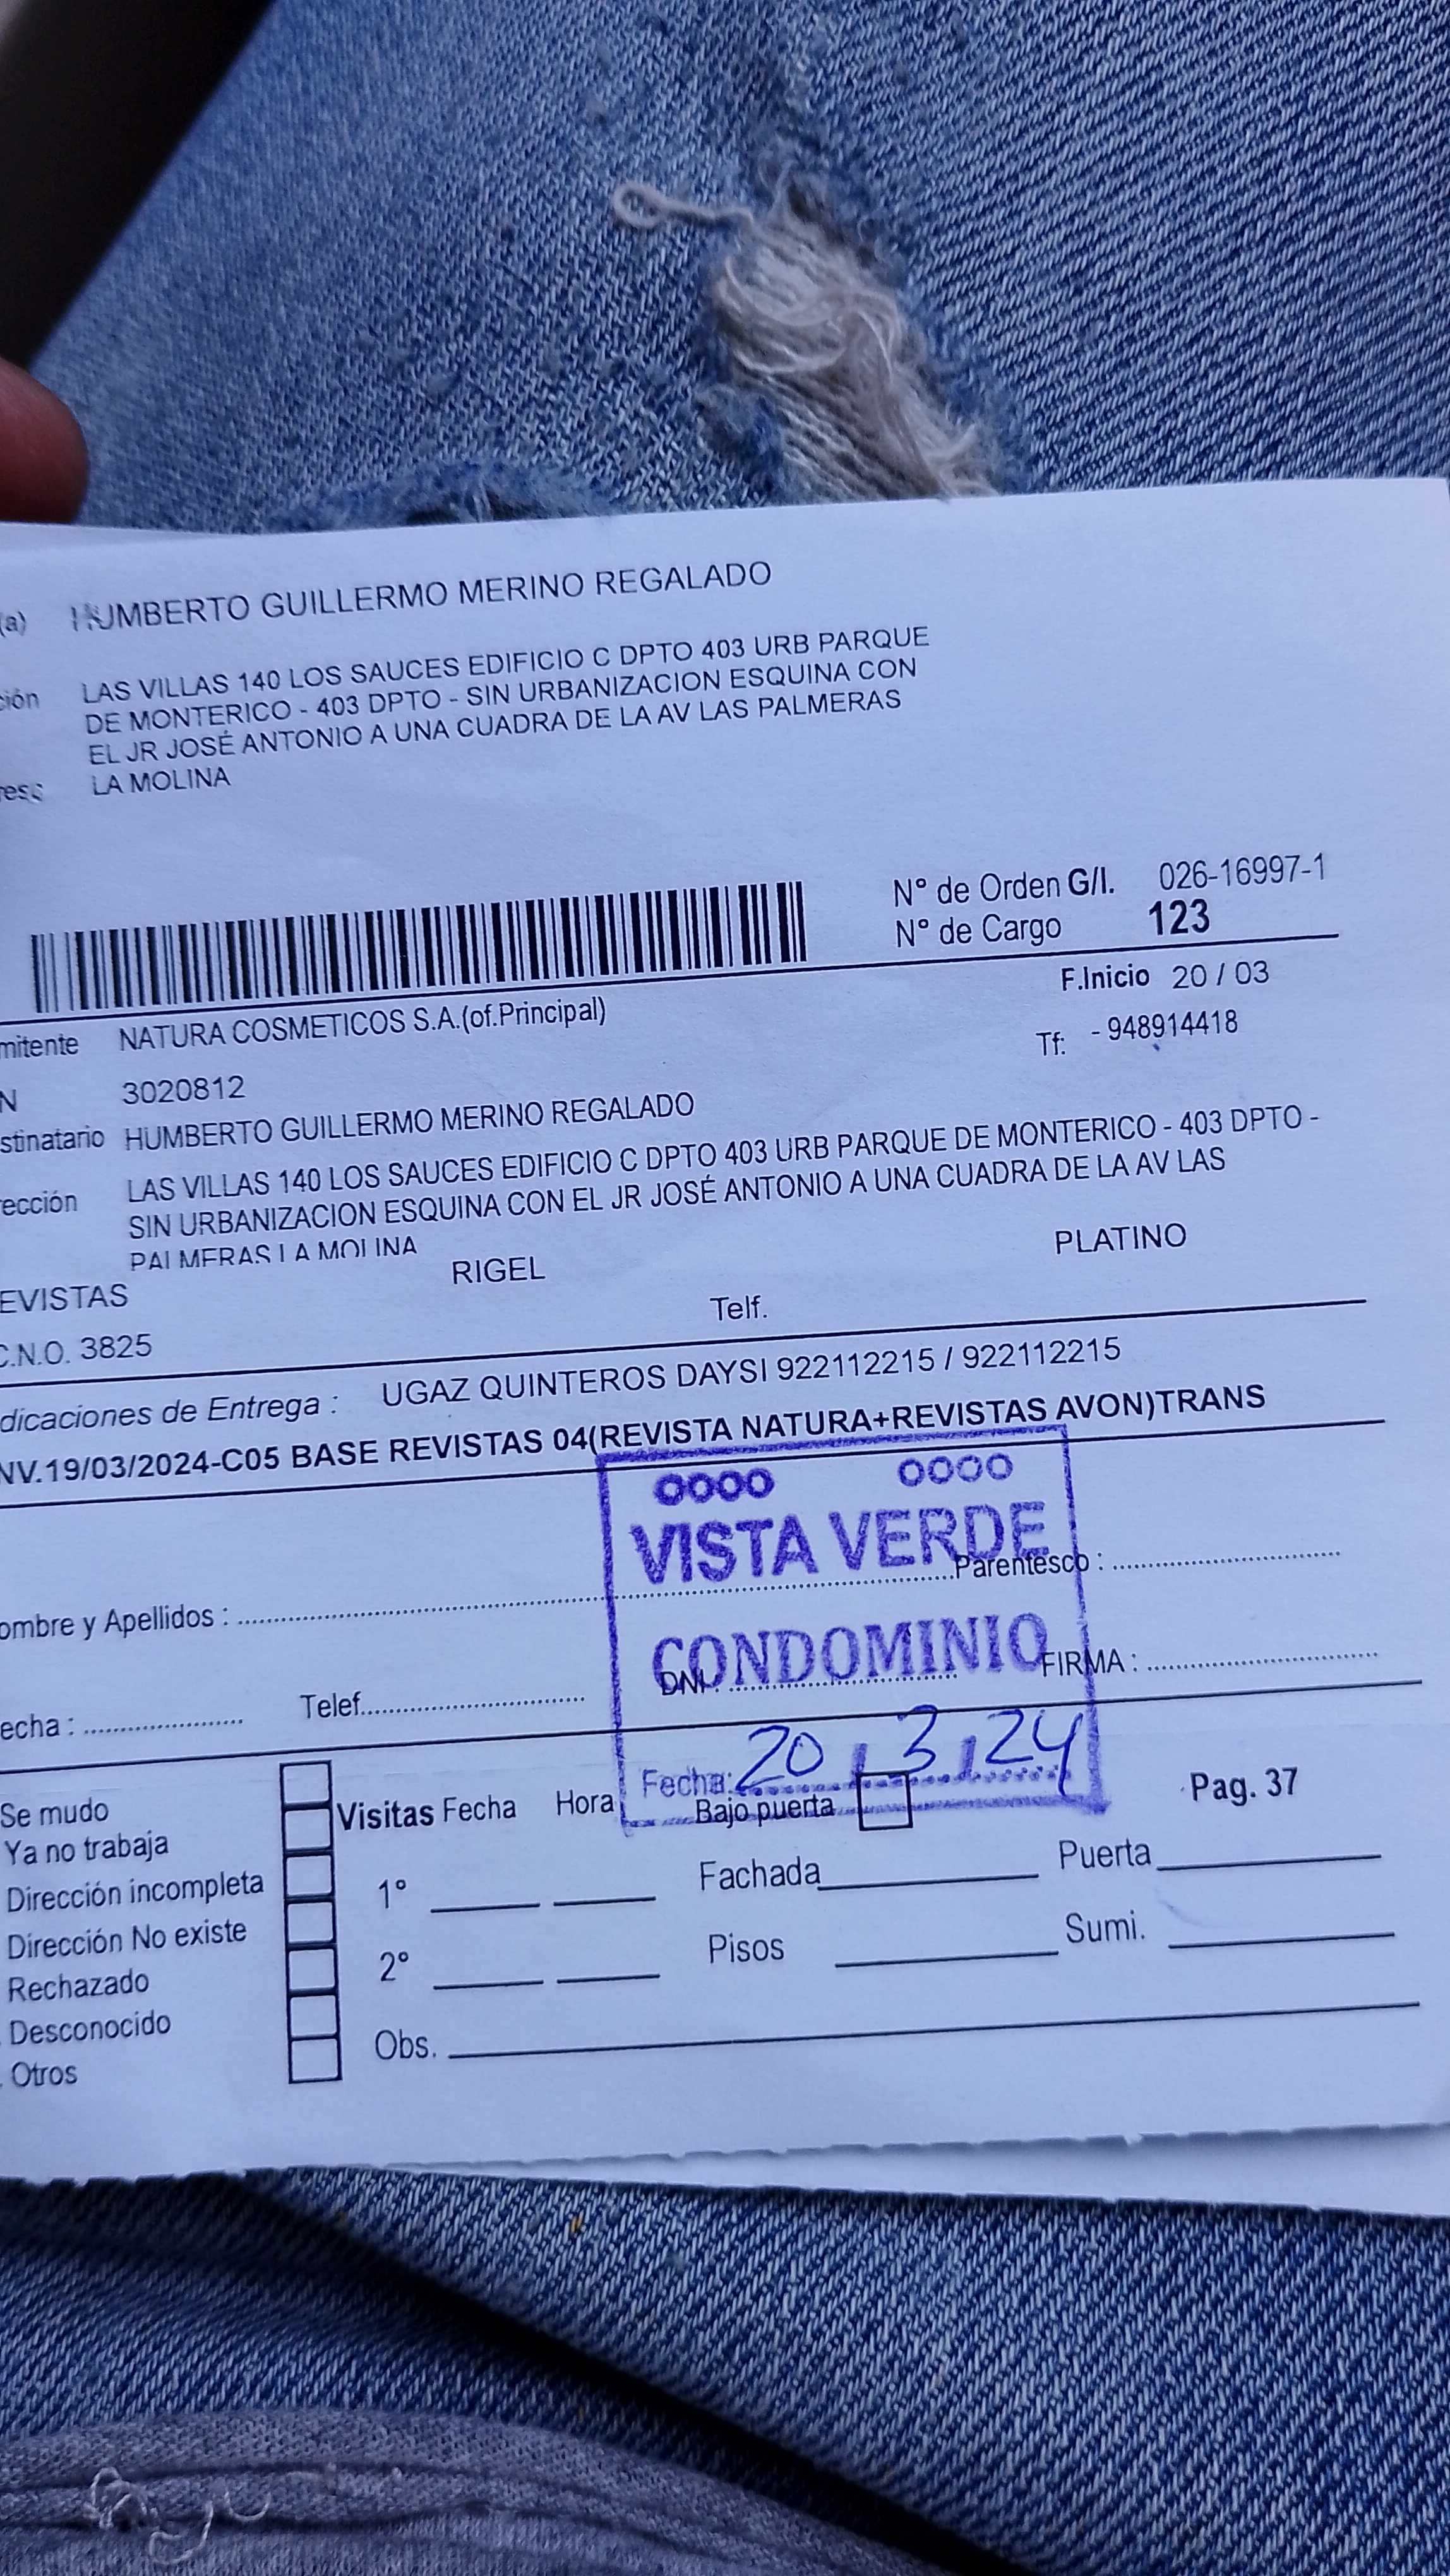 (a) HUMBERTO GUILLERMO MERINO REGALADO
ción LAS VILLAS 140 LOS SAUCES EDIFICIO C DPTO 403 URB PARQUE
DE MONTERICO - 403 DPTO - SIN URBANIZACION ESQUINA CON
EL JR JOSÉ ANTONIO A UNA CUADRA DE LA AV LAS PALMERAS
LA MOLINA
N° de Orden G/I. 026-16997-1
N° de Cargo 123
F.Inicio 20 / 03
mitente NATURA COSMETICOS S.A.(of.Principal)
Tf: - 948914418
N 3020812
stinatario HUMBERTO GUILLERMO MERINO REGALADO
ección LAS VILLAS 140 LOS SAUCES EDIFICIO C DPTO 403 URB PARQUE DE MONTERICO - 403 DPTO -
SIN URBANIZACION ESQUINA CON EL JR JOSÉ ANTONIO A UNA CUADRA DE LA AV LAS
PALMERAS LA MOLINA
EVISTAS RIGEL PLATINO
C.N.O. 3825 Telf.
dicaciones de Entrega : UGAZ QUINTEROS DAYSI 922112215 / 922112215
NV.19/03/2024-C05 BASE REVISTAS 04(REVISTA NATURA+REVISTAS AVON)TRANS
oooo oooo
VISTA VERDE
ombre y Apellidos : Parentesco :
CONDOMINIO
echa : Telef. DNI : FIRMA :
Fecha: 20 / 3 / 24
Se mudo
Ya no trabaja
Dirección incompleta
Dirección No existe
Rechazado
Desconocido
Otros
Visitas Fecha Hora Bajo puerta Pag. 37
1° Fachada Puerta
2° Pisos Sumi.
Obs.